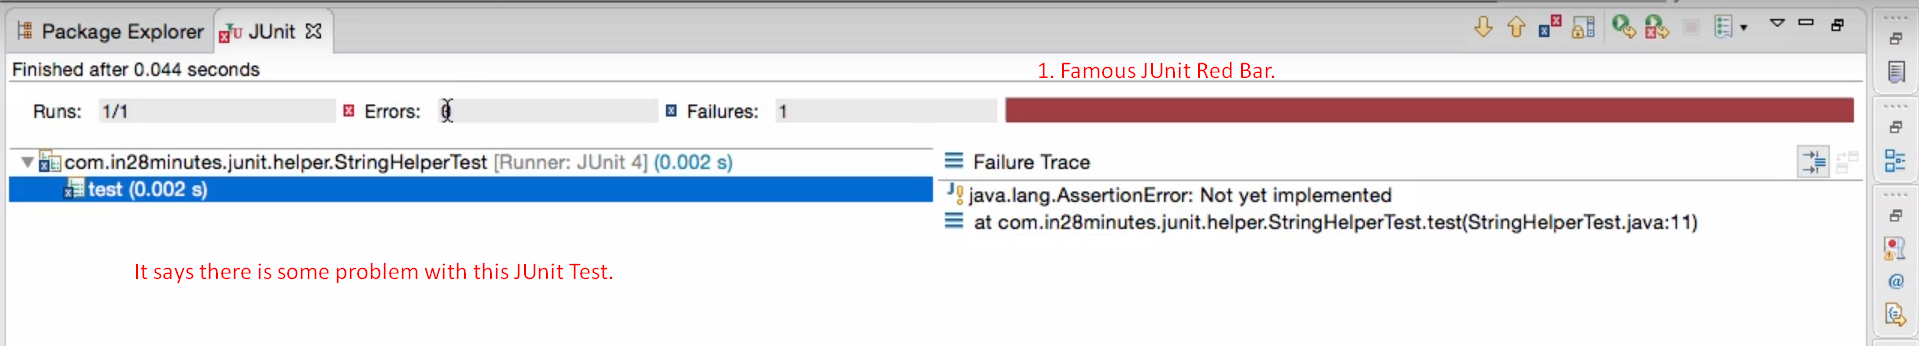 Package Explorer JUnit
Finished after 0.044 seconds
1. Famous JUnit Red Bar.
Runs: 1/1 Errors: 0 Failures: 1
com.in28minutes.junit.helper.StringHelperTest [Runner: JUnit 4] (0.002 s)
test (0.002 s)
Failure Trace
java.lang.AssertionError: Not yet implemented
at com.in28minutes.junit.helper.StringHelperTest.test(StringHelperTest.java:11)
It says there is some problem with this JUnit Test.